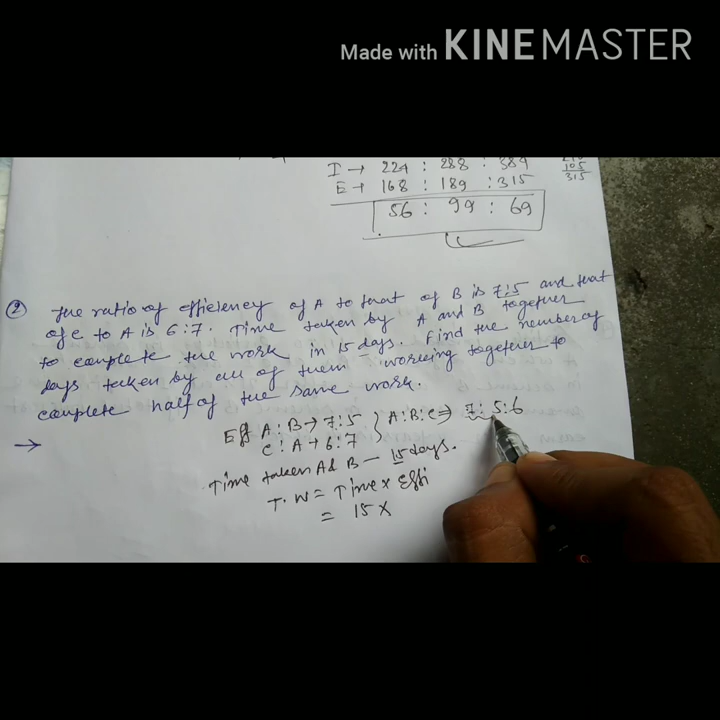 Made with KINEMASTER
I → 224 : 288 : 384
E → 168 : 189 : 315
56 : 99 : 69
105
315
② The ratio of efficiency of A to that of B is 7:5 and that
of C to A is 6:7. Time taken by A and B together
to complete the work in 15 days. Find the number of
days taken by all of them working together to
complete half of the same work.
→ Eff A:B → 7:5 } A:B:C ⇒ 7:5:6
C:A → 6:7
Time taken A & B — 15 days.
T. W = Time × Effi
= 15 ×